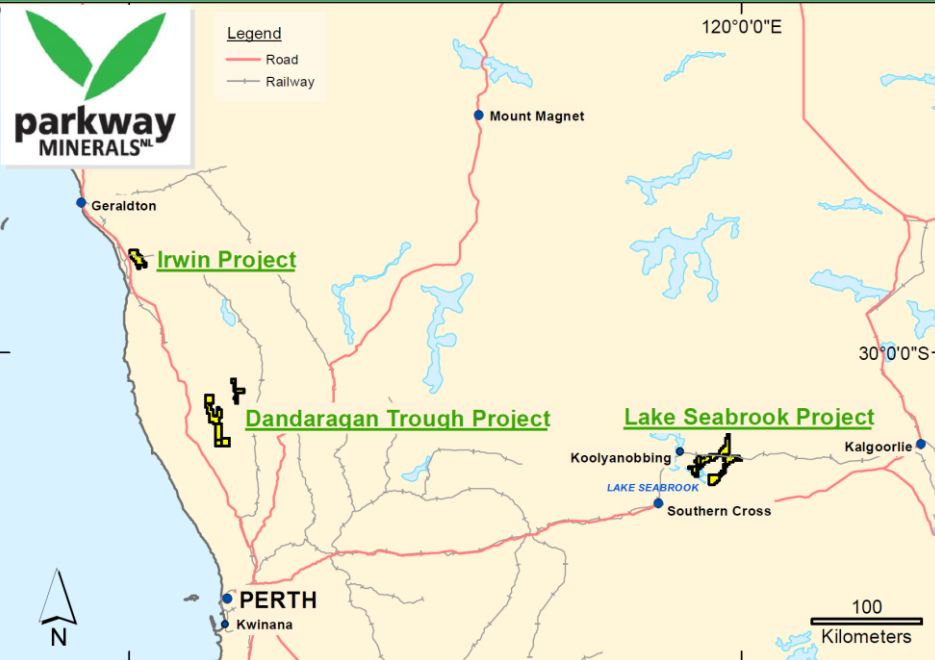 parkway
MINERALS NL
Legend
Road
Railway
120°0'0"E
Mount Magnet
Geraldton
Irwin Project
30°0'0"S
Dandaragan Trough Project
Lake Seabrook Project
Koolyanobbing
Kalgoorlie
LAKE SEABROOK
Southern Cross
PERTH
Kwinana
N
100
Kilometers